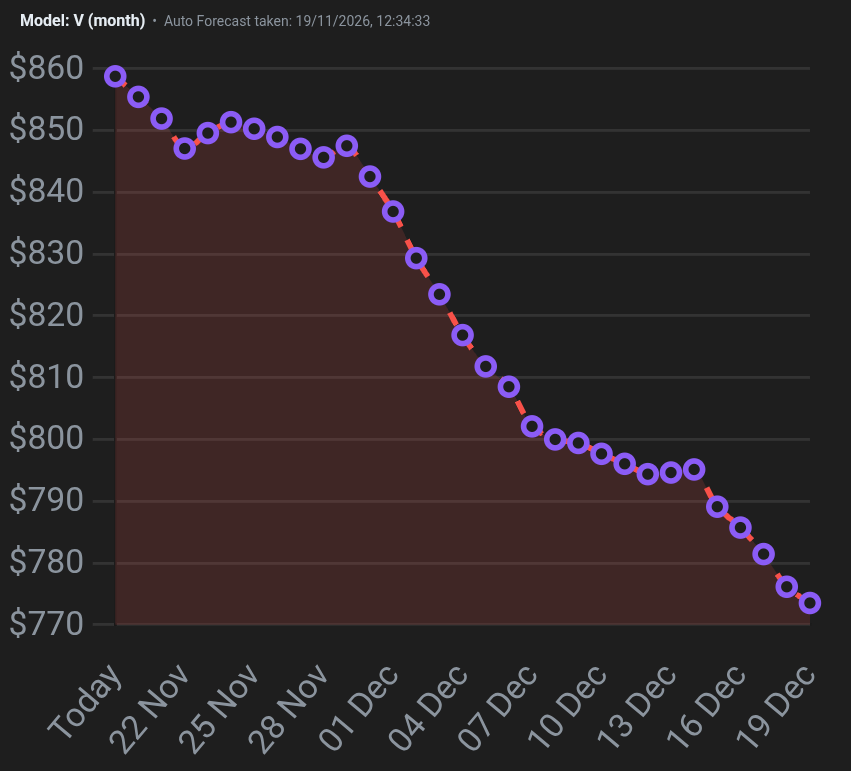 Model: V (month) • Auto Forecast taken: 19/11/2026, 12:34:33
$860
$850
$840
$830
$820
$810
$800
$790
$780
$770
Today
22 Nov
25 Nov
28 Nov
01 Dec
04 Dec
07 Dec
10 Dec
13 Dec
16 Dec
19 Dec